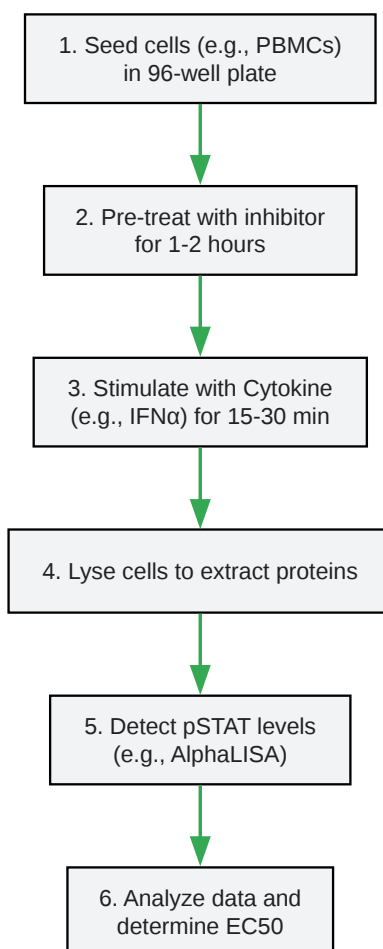 1. Seed cells (e.g., PBMCs)
in 96-well plate
2. Pre-treat with inhibitor
for 1-2 hours
3. Stimulate with Cytokine
(e.g., IFNα) for 15-30 min
4. Lyse cells to extract proteins
5. Detect pSTAT levels
(e.g., AlphaLISA)
6. Analyze data and
determine EC50